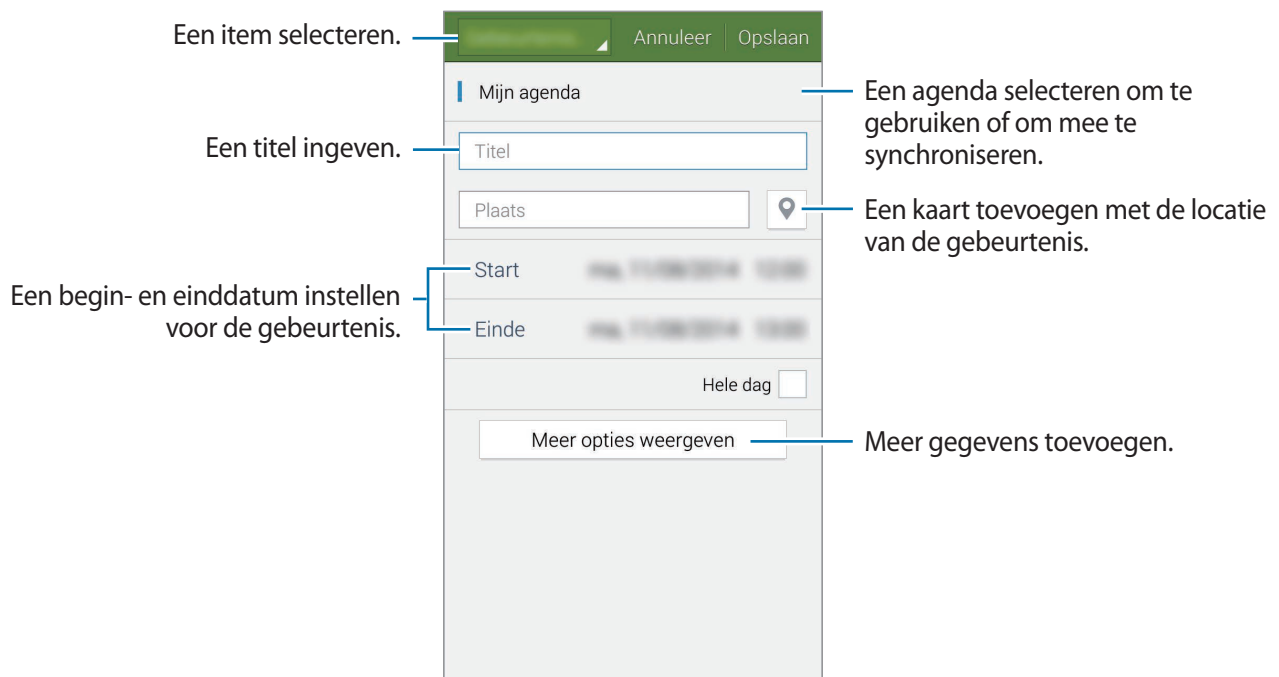 Een item selecteren.
Annuleer Opslaan
Mijn agenda
Een agenda selecteren om te
gebruiken of om mee te
synchroniseren.
Een titel ingeven.
Titel
Plaats
Een kaart toevoegen met de locatie
van de gebeurtenis.
Start
Een begin- en einddatum instellen
voor de gebeurtenis.
Einde
Hele dag
Meer opties weergeven
Meer gegevens toevoegen.